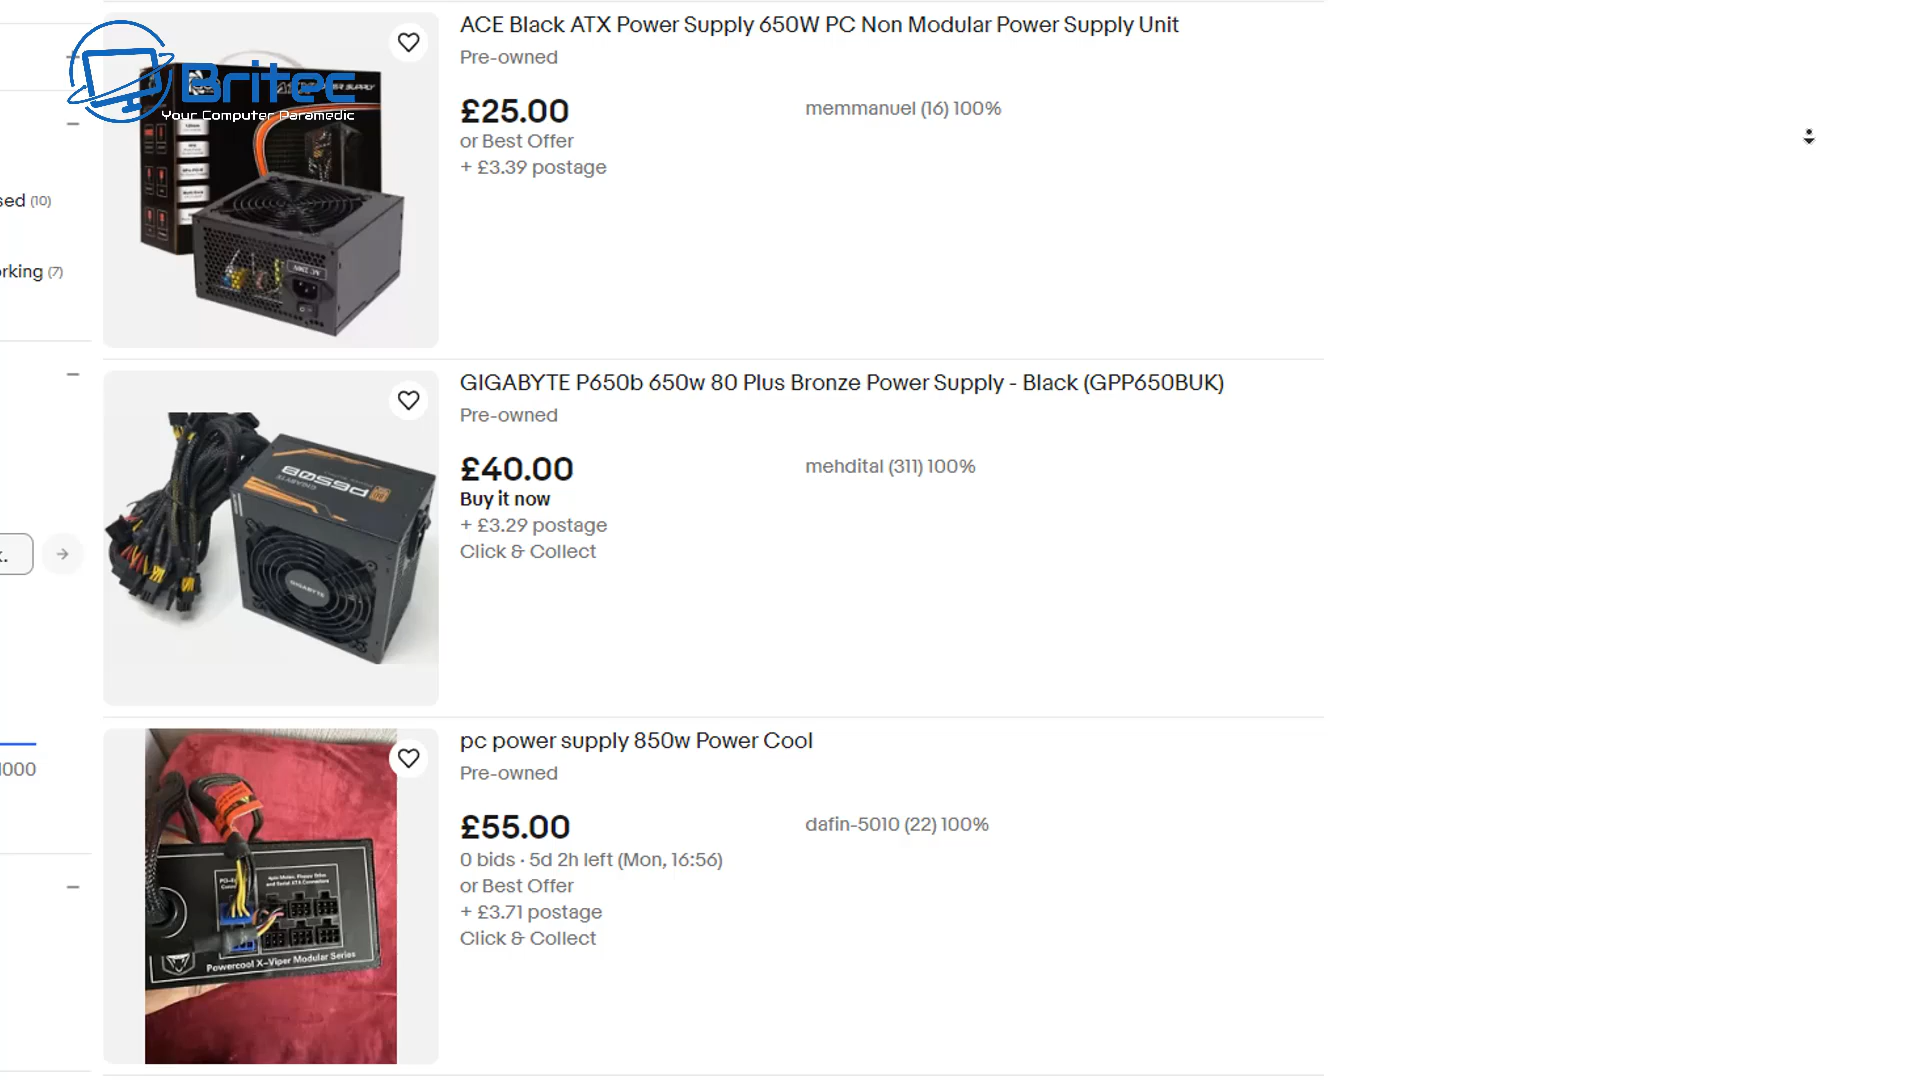 Britec
Your Computer Paramedic
sed (10)
rking (7)
1000
ACE Black ATX Power Supply 650W PC Non Modular Power Supply Unit
Pre-owned
£25.00
memmanuel (16) 100%
or Best Offer
+ £3.39 postage
GIGABYTE P650b 650w 80 Plus Bronze Power Supply - Black (GPP650BUK)
Pre-owned
£40.00
mehdital (311) 100%
Buy it now
+ £3.29 postage
Click & Collect
P650B
GIGABYTE
GIGABYTE
pc power supply 850w Power Cool
Pre-owned
£55.00
dafin-5010 (22) 100%
0 bids · 5d 2h left (Mon, 16:56)
or Best Offer
+ £3.71 postage
Click & Collect
Powercool X-Viper Modular Series